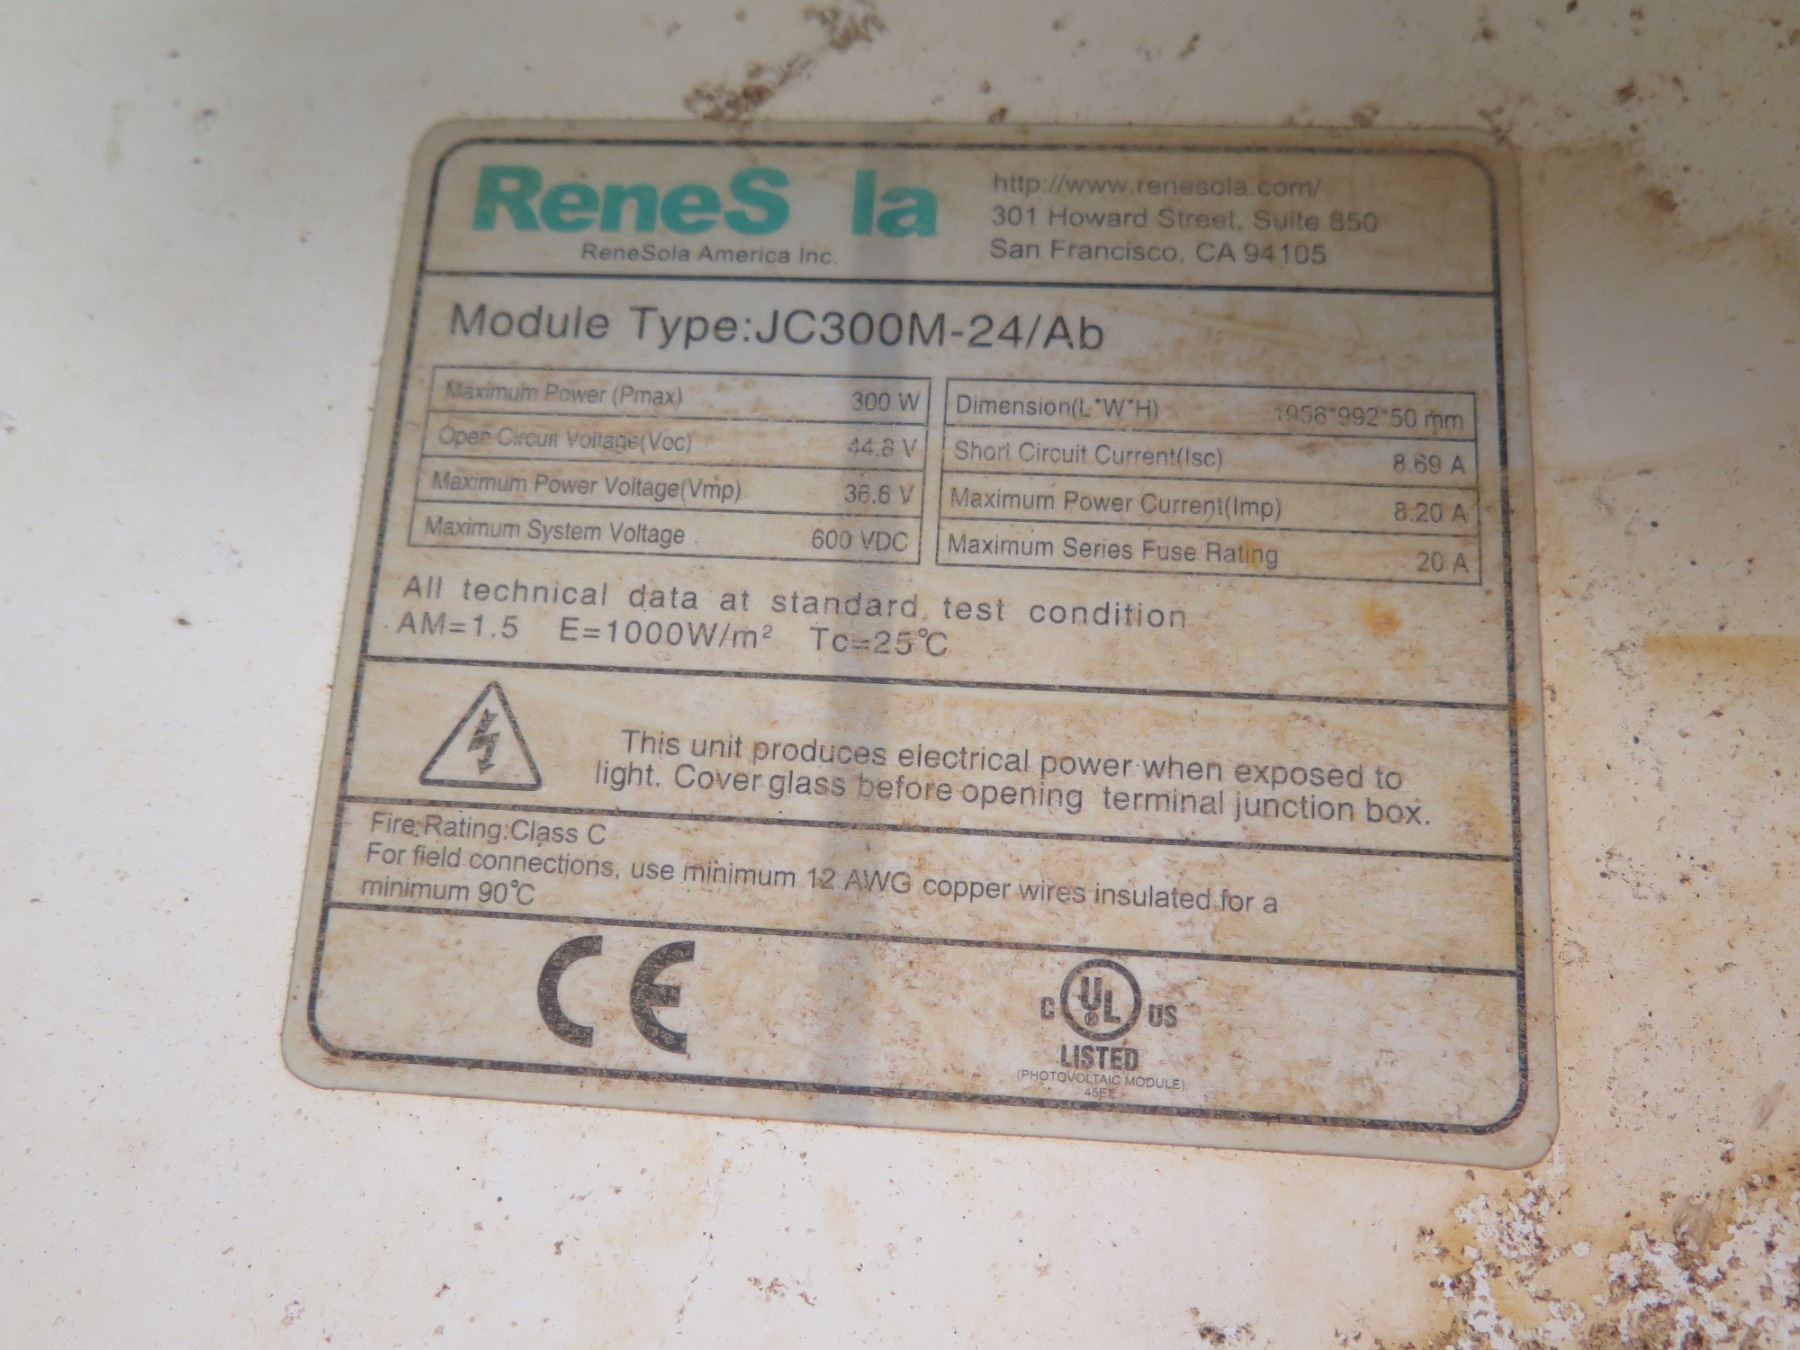 ReneS la
ReneSola America Inc.
http://www.renesola.com/
301 Howard Street, Suite 850
San Francisco, CA 94105
Module Type:JC300M-24/Ab
Maximum Power (Pmax) 300 W
Open Circuit Voltage(Voc) 44.8 V
Maximum Power Voltage(Vmp) 36.6 V
Maximum System Voltage 600 VDC
Dimension(L*W*H) 1956*992*50 mm
Short Circuit Current(Isc) 8.69 A
Maximum Power Current(Imp) 8.20 A
Maximum Series Fuse Rating 20 A
All technical data at standard test condition
AM=1.5 E=1000W/m² Tc=25℃
This unit produces electrical power when exposed to
light. Cover glass before opening terminal junction box.
Fire Rating:Class C
For field connections, use minimum 12 AWG copper wires insulated for a
minimum 90℃
CE
C UL ® US
LISTED
(PHOTOVOLTAIC MODULE)